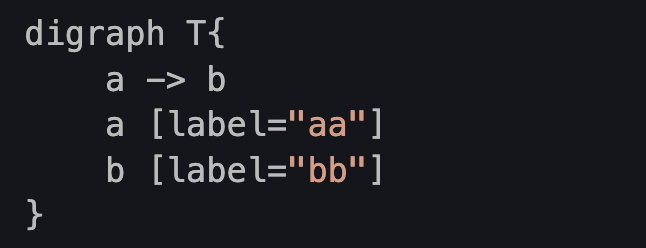 digraph T{
    a -> b
    a [label="aa"]
    b [label="bb"]
}